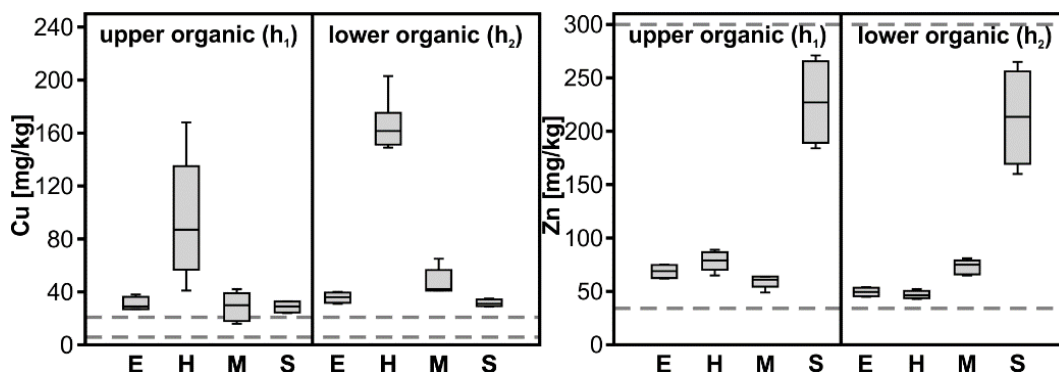 upper organic (h₁) lower organic (h₂)
Cu [mg/kg]
240
200
160
120
80
40
0
E H M S E H M S
upper organic (h₁) lower organic (h₂)
Zn [mg/kg]
300
250
200
150
100
50
0
E H M S E H M S